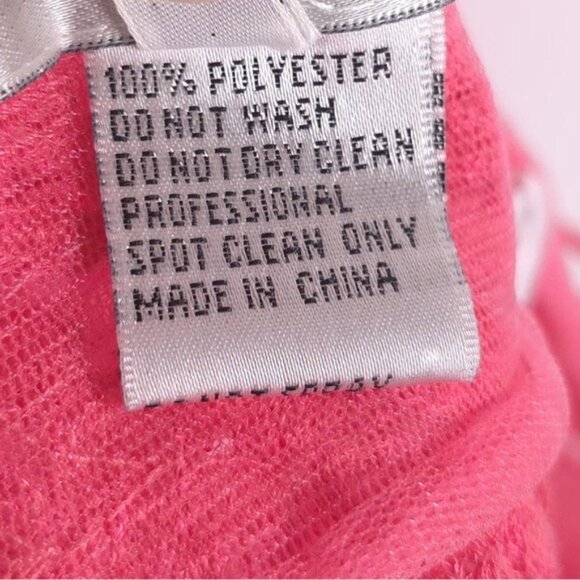 100% POLYESTER
DO NOT WASH
DO NOT DRY CLEAN
PROFESSIONAL
SPOT CLEAN ONLY
MADE IN CHINA